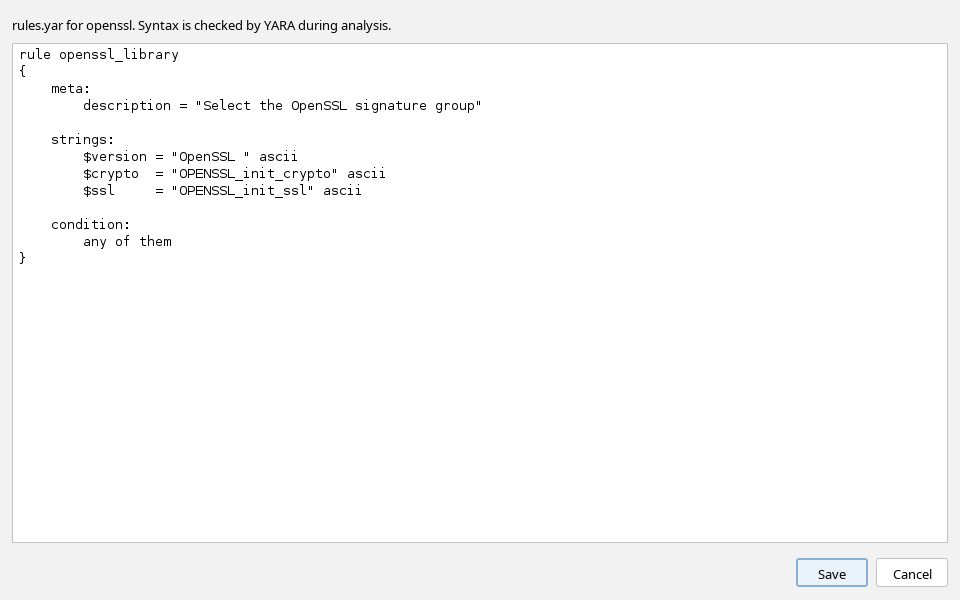 rules.yar for openssl. Syntax is checked by YARA during analysis.
rule openssl_library
{
    meta:
        description = "Select the OpenSSL signature group"

    strings:
        $version = "OpenSSL " ascii
        $crypto  = "OPENSSL_init_crypto" ascii
        $ssl     = "OPENSSL_init_ssl" ascii

    condition:
        any of them
}
Save
Cancel